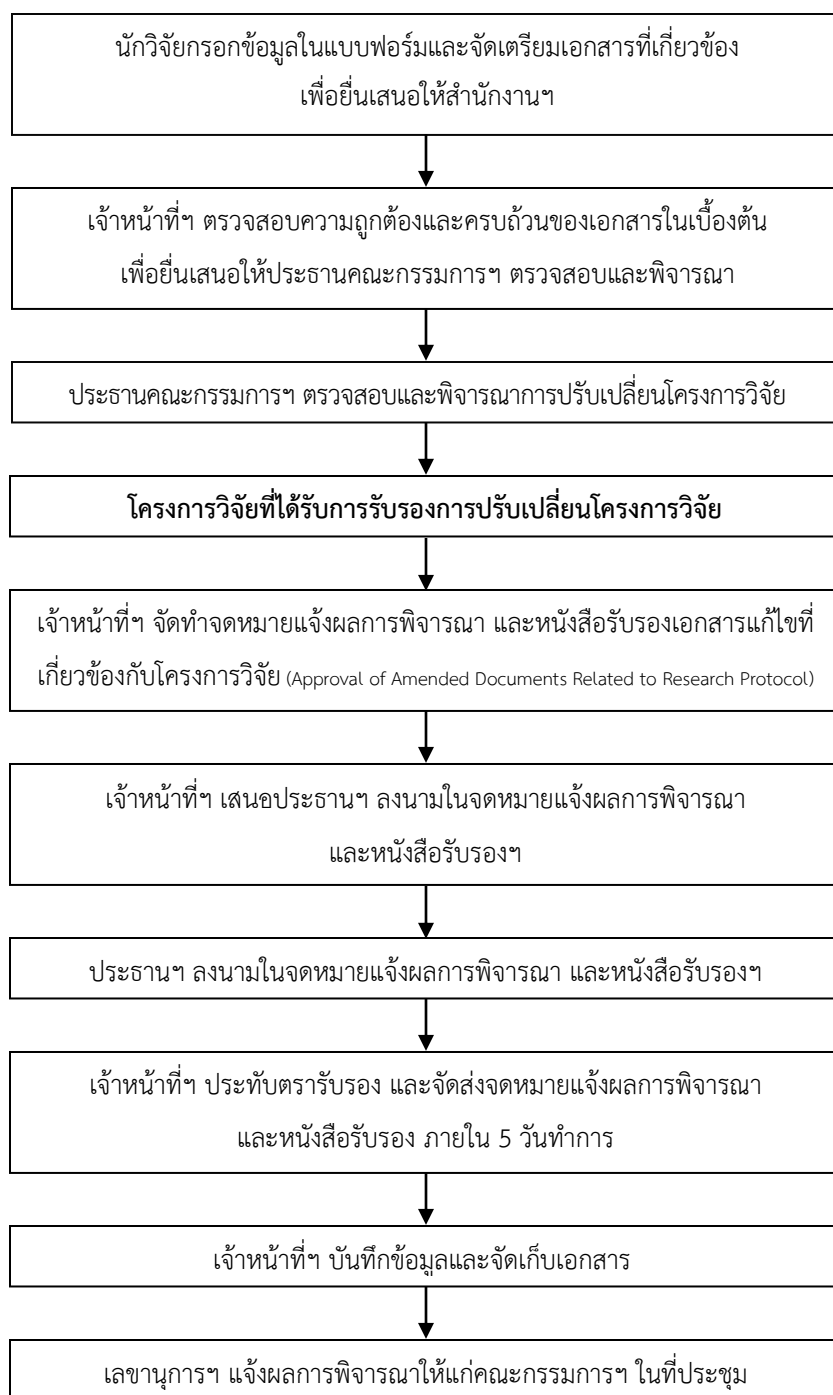 นักวิจัยกรอกข้อมูลในแบบฟอร์มและจัดเตรียมเอกสารที่เกี่ยวข้อง
เพื่อยื่นเสนอให้สำนักงานฯ
เจ้าหน้าที่ฯ ตรวจสอบความถูกต้องและครบถ้วนของเอกสารในเบื้องต้น
เพื่อยื่นเสนอให้ประธานคณะกรรมการฯ ตรวจสอบและพิจารณา
ประธานคณะกรรมการฯ ตรวจสอบและพิจารณาการปรับเปลี่ยนโครงการวิจัย
โครงการวิจัยที่ได้รับการรับรองการปรับเปลี่ยนโครงการวิจัย
เจ้าหน้าที่ฯ จัดทำจดหมายแจ้งผลการพิจารณา และหนังสือรับรองเอกสารแก้ไขที่
เกี่ยวข้องกับโครงการวิจัย (Approval of Amended Documents Related to Research Protocol)
เจ้าหน้าที่ฯ เสนอประธานฯ ลงนามในจดหมายแจ้งผลการพิจารณา
และหนังสือรับรองฯ
ประธานฯ ลงนามในจดหมายแจ้งผลการพิจารณา และหนังสือรับรองฯ
เจ้าหน้าที่ฯ ประทับตรารับรอง และจัดส่งจดหมายแจ้งผลการพิจารณา
และหนังสือรับรอง ภายใน 5 วันทำการ
เจ้าหน้าที่ฯ บันทึกข้อมูลและจัดเก็บเอกสาร
เลขานุการฯ แจ้งผลการพิจารณาให้แก่คณะกรรมการฯ ในที่ประชุม